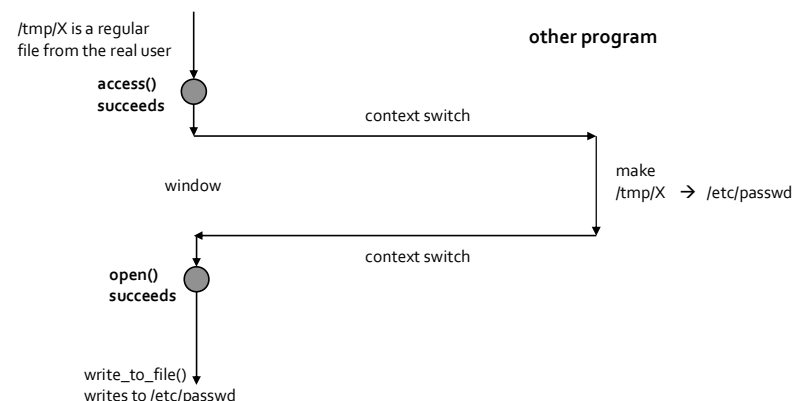 /tmp/X is a regular
file from the real user
other program
access()
succeeds
context switch
window
make
/tmp/X → /etc/passwd
context switch
open()
succeeds
write_to_file()
writes to /etc/passwd